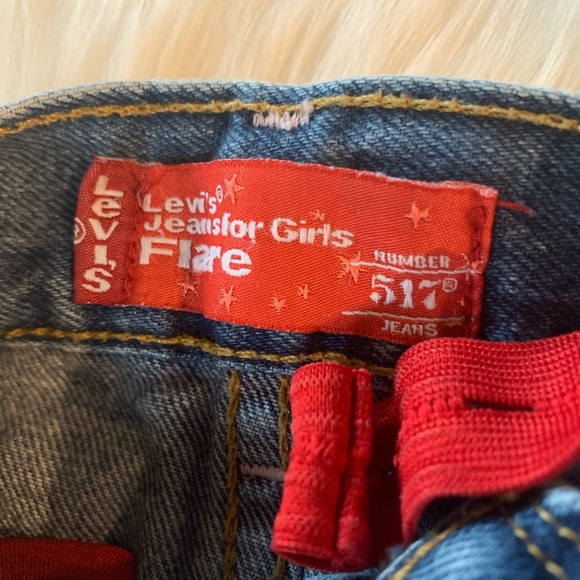 LeVI'S®
Levi's®
Jeans for Girls
Flare
NUMBER
517®
JEANS